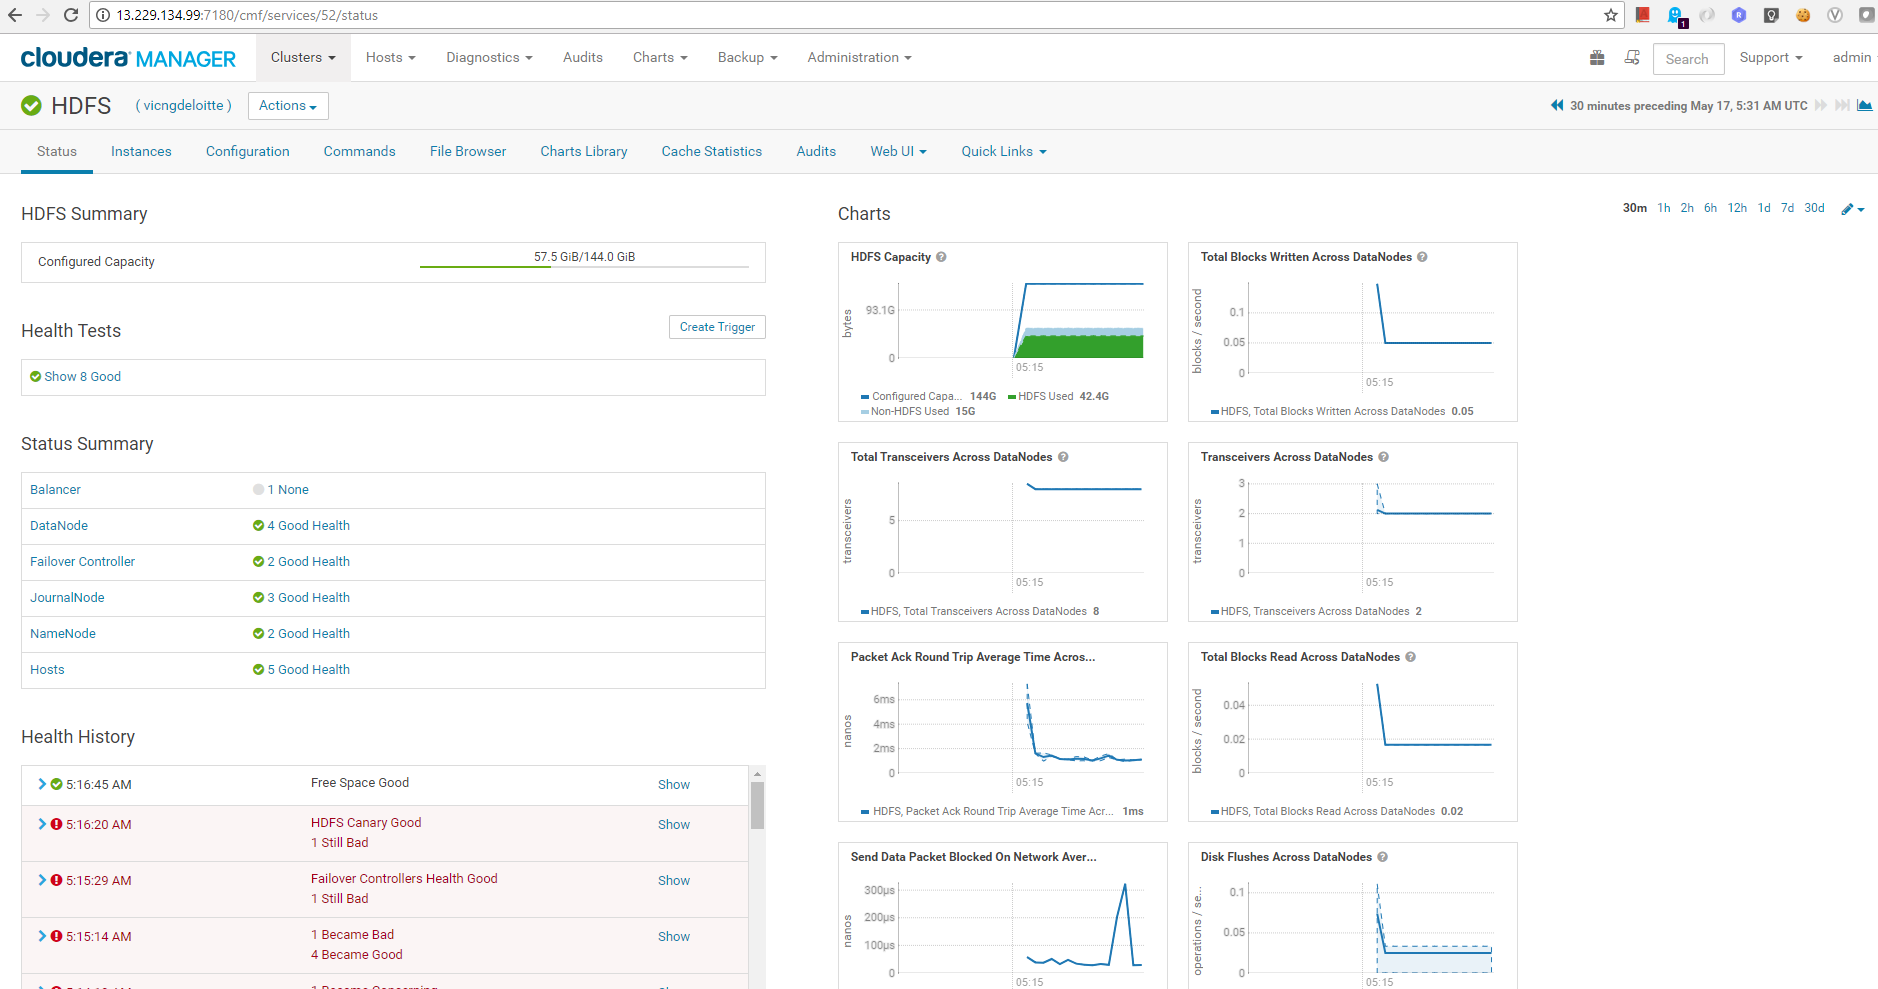 13.229.134.99:7180/cmf/services/52/status
1
cloudera MANAGER
Clusters
Hosts
Diagnostics
Audits
Charts
Backup
Administration
Search
Support
admin
HDFS
( vicngdeloitte )
Actions
30 minutes preceding May 17, 5:31 AM UTC
Status
Instances
Configuration
Commands
File Browser
Charts Library
Cache Statistics
Audits
Web UI
Quick Links
HDFS Summary
Configured Capacity
57.5 GiB/144.0 GiB
Health Tests
Create Trigger
Show 8 Good
Status Summary
Balancer
1 None
DataNode
4 Good Health
Failover Controller
2 Good Health
JournalNode
3 Good Health
NameNode
2 Good Health
Hosts
5 Good Health
Health History
5:16:45 AM
Free Space Good
Show
5:16:20 AM
HDFS Canary Good
1 Still Bad
Show
5:15:29 AM
Failover Controllers Health Good
1 Still Bad
Show
5:15:14 AM
1 Became Bad
4 Became Good
Show
Charts
30m
1h
2h
6h
12h
1d
7d
30d
HDFS Capacity
bytes
93.1G
0
05:15
Configured Capa... 144G
HDFS Used 42.4G
Non-HDFS Used 15G
Total Blocks Written Across DataNodes
blocks / second
0.1
0.05
0
05:15
HDFS, Total Blocks Written Across DataNodes 0.05
Total Transceivers Across DataNodes
transceivers
5
0
05:15
HDFS, Total Transceivers Across DataNodes 8
Transceivers Across DataNodes
transceivers
3
2
1
0
05:15
HDFS, Transceivers Across DataNodes 2
Packet Ack Round Trip Average Time Acros...
nanos
6ms
4ms
2ms
0
05:15
HDFS, Packet Ack Round Trip Average Time Acr... 1ms
Total Blocks Read Across DataNodes
blocks / second
0.04
0.02
0
05:15
HDFS, Total Blocks Read Across DataNodes 0.02
Send Data Packet Blocked On Network Aver...
nanos
300µs
200µs
100µs
0
05:15
Disk Flushes Across DataNodes
operations / se...
0.1
0.05
0
05:15